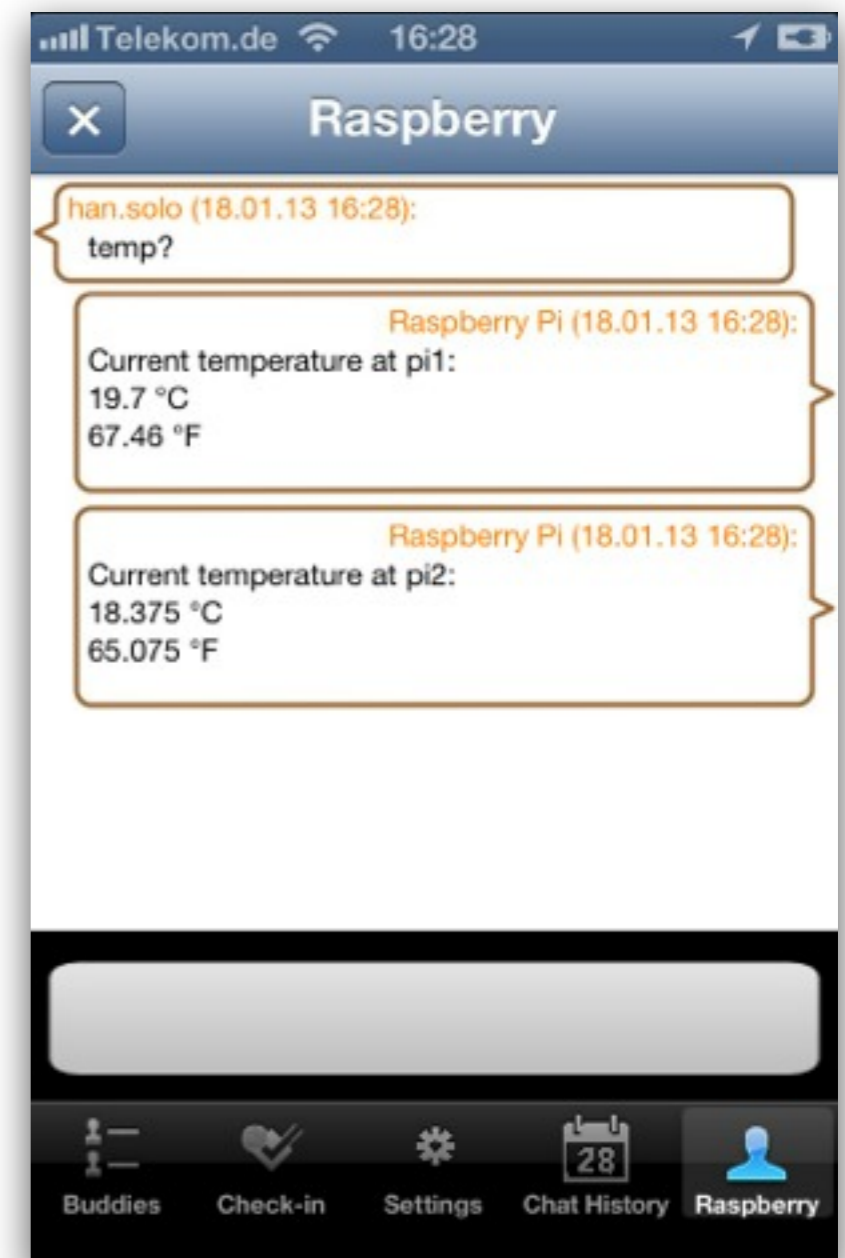 Telekom.de 16:28
× Raspberry
han.solo (18.01.13 16:28):
temp?
Raspberry Pi (18.01.13 16:28):
Current temperature at pi1:
19.7 °C
67.46 °F
Raspberry Pi (18.01.13 16:28):
Current temperature at pi2:
18.375 °C
65.075 °F
28
Buddies Check-in Settings Chat History Raspberry